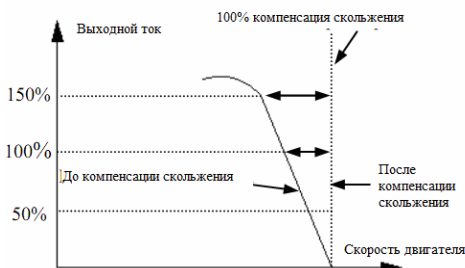 100% компенсация скольжения
Выходной ток
150%
100%
До компенсации скольжения
После
компенсации
скольжения
50%
Скорость двигателя